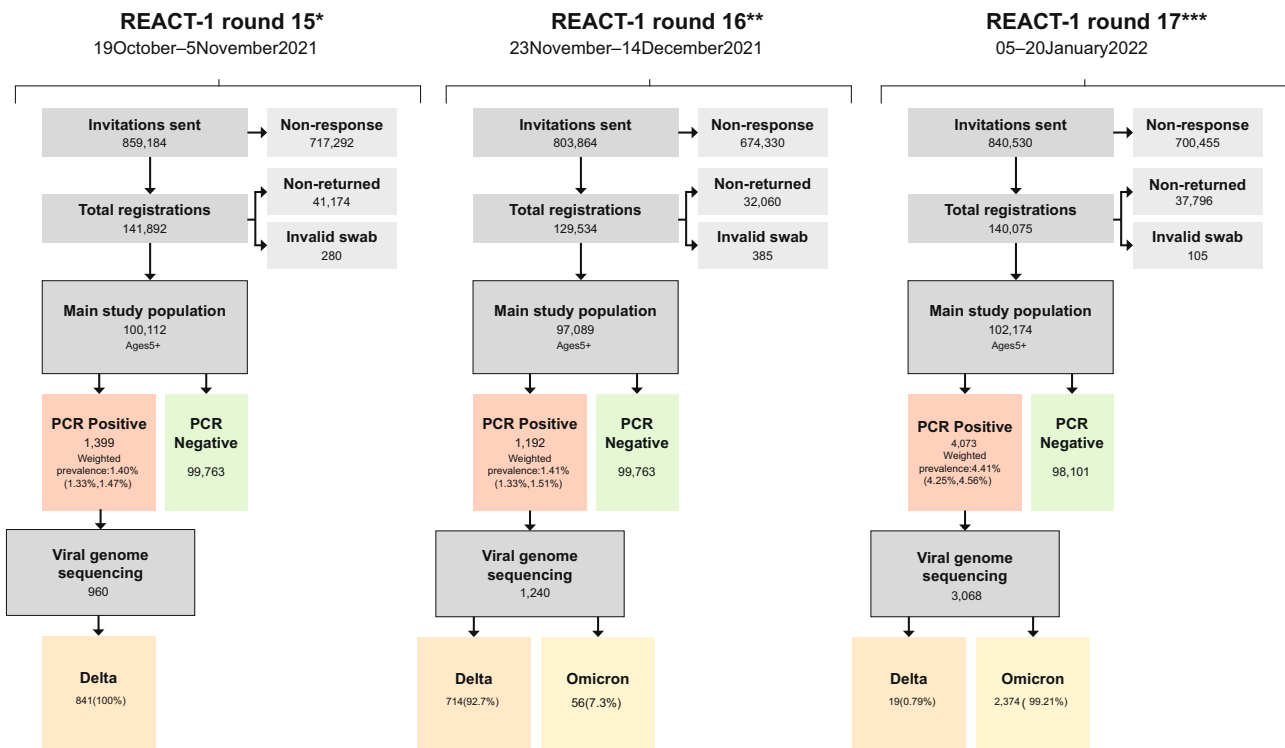 REACT-1 round 15*
19October–5November2021
Invitations sent
859,184
Non-response
717,292
Total registrations
141,892
Non-returned
41,174
Invalid swab
280
Main study population
100,112
Ages5+
PCR Positive
1,399
Weighted
prevalence:1.40%
(1.33%,1.47%)
PCR
Negative
99,763
Viral genome
sequencing
960
Delta
841(100%)
REACT-1 round 16**
23November–14December2021
Invitations sent
803,864
Non-response
674,330
Total registrations
129,534
Non-returned
32,060
Invalid swab
385
Main study population
97,089
Ages5+
PCR Positive
1,192
Weighted
prevalence:1.41%
(1.33%,1.51%)
PCR
Negative
99,763
Viral genome
sequencing
1,240
Delta
714(92.7%)
Omicron
56(7.3%)
REACT-1 round 17***
05–20January2022
Invitations sent
840,530
Non-response
700,455
Total registrations
140,075
Non-returned
37,796
Invalid swab
105
Main study population
102,174
Ages5+
PCR Positive
4,073
Weighted
prevalence:4.41%
(4.25%,4.56%)
PCR
Negative
98,101
Viral genome
sequencing
3,068
Delta
19(0.79%)
Omicron
2,374( 99.21%)